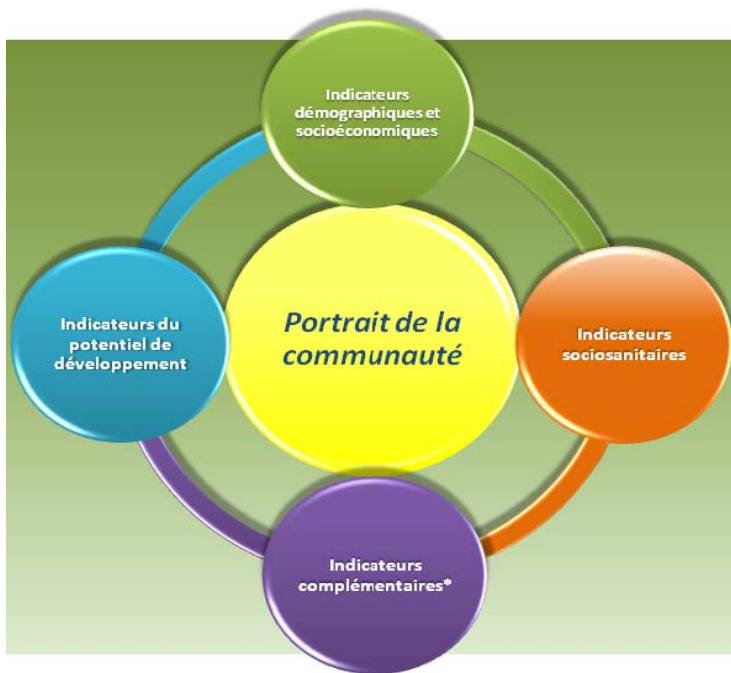 Indicateurs
démographiques et
socioéconomiques
Indicateurs du
potentiel de
développement
Portrait de la
communauté
Indicateurs
sociosanitaires
Indicateurs
complémentaires*